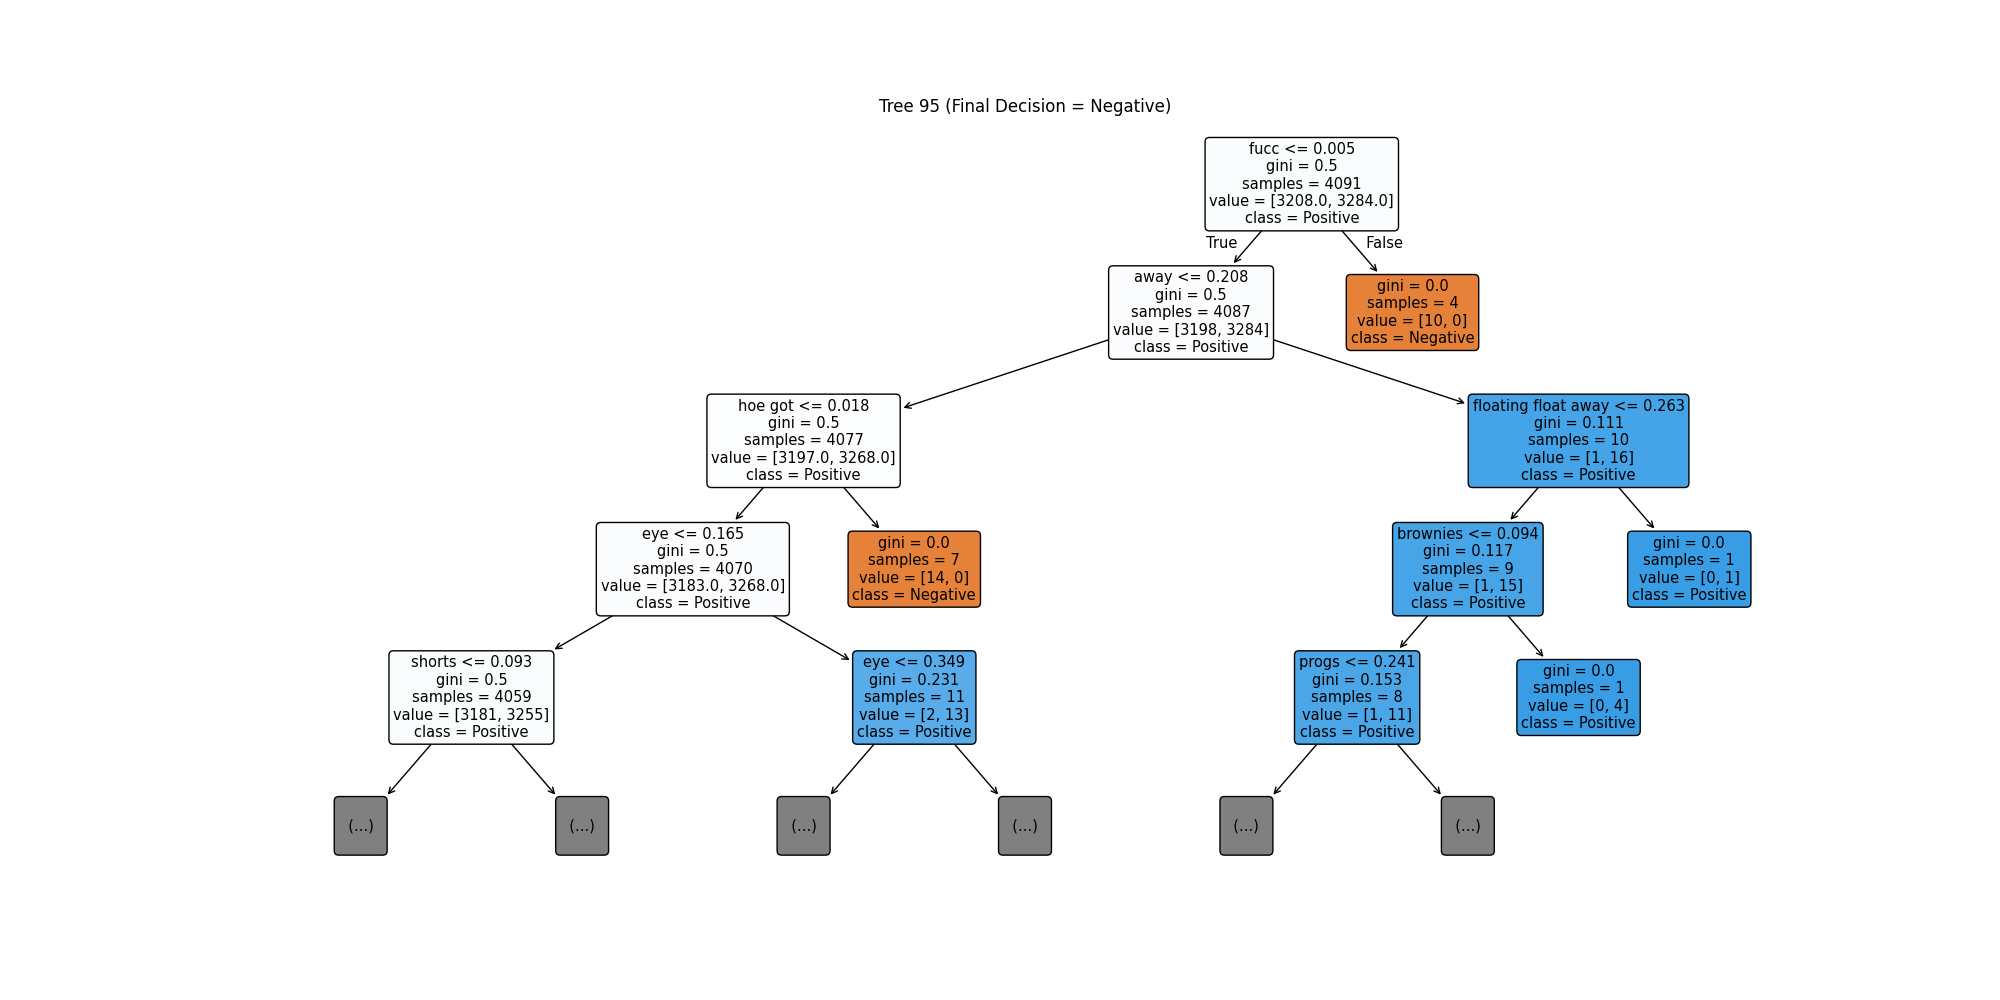 Tree 95 (Final Decision = Negative)
fucc <= 0.005
gini = 0.5
samples = 4091
value = [3208.0, 3284.0]
class = Positive
True
False
away <= 0.208
gini = 0.5
samples = 4087
value = [3198, 3284]
class = Positive
gini = 0.0
samples = 4
value = [10, 0]
class = Negative
hoe got <= 0.018
gini = 0.5
samples = 4077
value = [3197.0, 3268.0]
class = Positive
floating float away <= 0.263
gini = 0.111
samples = 10
value = [1, 16]
class = Positive
eye <= 0.165
gini = 0.5
samples = 4070
value = [3183.0, 3268.0]
class = Positive
gini = 0.0
samples = 7
value = [14, 0]
class = Negative
brownies <= 0.094
gini = 0.117
samples = 9
value = [1, 15]
class = Positive
gini = 0.0
samples = 1
value = [0, 1]
class = Positive
shorts <= 0.093
gini = 0.5
samples = 4059
value = [3181, 3255]
class = Positive
eye <= 0.349
gini = 0.231
samples = 11
value = [2, 13]
class = Positive
progs <= 0.241
gini = 0.153
samples = 8
value = [1, 11]
class = Positive
gini = 0.0
samples = 1
value = [0, 4]
class = Positive
(...)
(...)
(...)
(...)
(...)
(...)